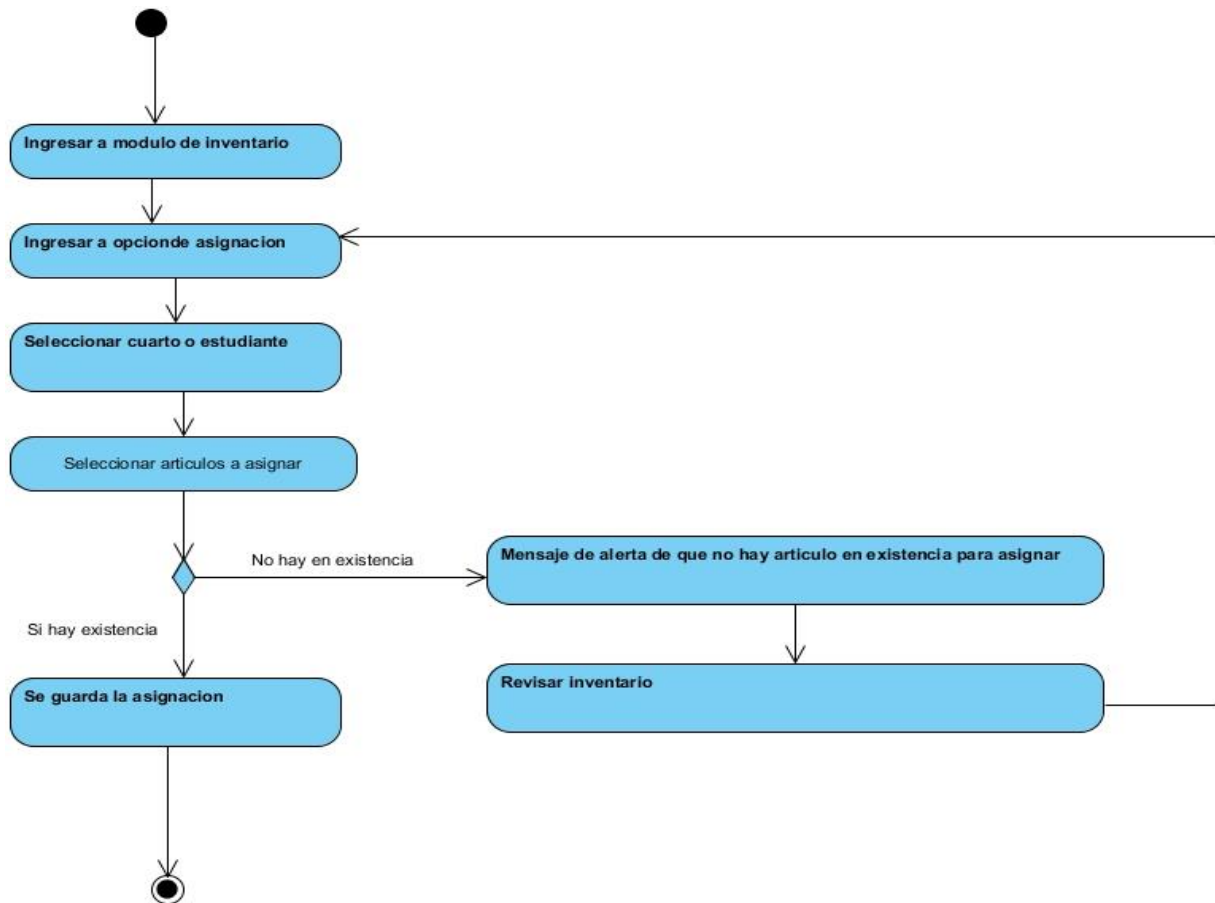 Ingresar a modulo de inventario
Ingresar a opcionde asignacion
Seleccionar cuarto o estudiante
Seleccionar articulos a asignar
No hay en existencia
Mensaje de alerta de que no hay articulo en existencia para asignar
Si hay existencia
Revisar inventario
Se guarda la asignacion